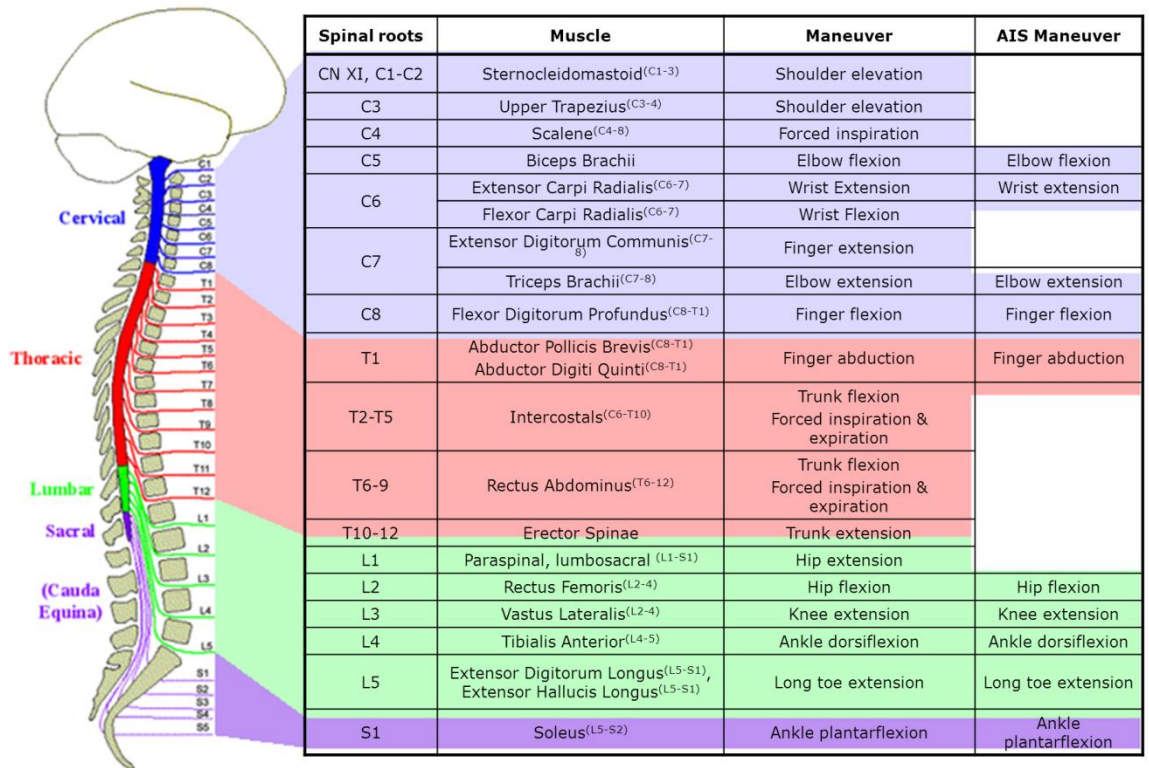 Spinal roots Muscle Maneuver AIS Maneuver
CN XI, C1-C2 Sternocleidomastoid(C1-3) Shoulder elevation
C3 Upper Trapezius(C3-4) Shoulder elevation
C4 Scalene(C4-8) Forced inspiration
C5 Biceps Brachii Elbow flexion Elbow flexion
C6 Extensor Carpi Radialis(C6-7) Wrist Extension Wrist extension
Flexor Carpi Radialis(C6-7) Wrist Flexion
C7 Extensor Digitorum Communis(C7-
8) Finger extension
Triceps Brachii(C7-8) Elbow extension Elbow extension
C8 Flexor Digitorum Profundus(C8-T1) Finger flexion Finger flexion
T1 Abductor Pollicis Brevis(C8-T1)
Abductor Digiti Quinti(C8-T1) Finger abduction Finger abduction
T2-T5 Intercostals(C6-T10) Trunk flexion
Forced inspiration &
expiration
T6-9 Rectus Abdominus(T6-12) Trunk flexion
Forced inspiration &
expiration
T10-12 Erector Spinae Trunk extension
L1 Paraspinal, lumbosacral (L1-S1) Hip extension
L2 Rectus Femoris(L2-4) Hip flexion Hip flexion
L3 Vastus Lateralis(L2-4) Knee extension Knee extension
L4 Tibialis Anterior(L4-5) Ankle dorsiflexion Ankle dorsiflexion
L5 Extensor Digitorum Longus(L5-S1),
Extensor Hallucis Longus(L5-S1) Long toe extension Long toe extension
S1 Soleus(L5-S2) Ankle plantarflexion Ankle
plantarflexion
Cervical
Thoracic
Lumbar
Sacral
(Cauda
Equina)
C1
C2
C3
C4
C5
C6
C7
C8
T1
T2
T3
T4
T5
T6
T7
T8
T9
T10
T11
T12
L1
L2
L3
L4
L5
S1
S2
S3
S4
S5